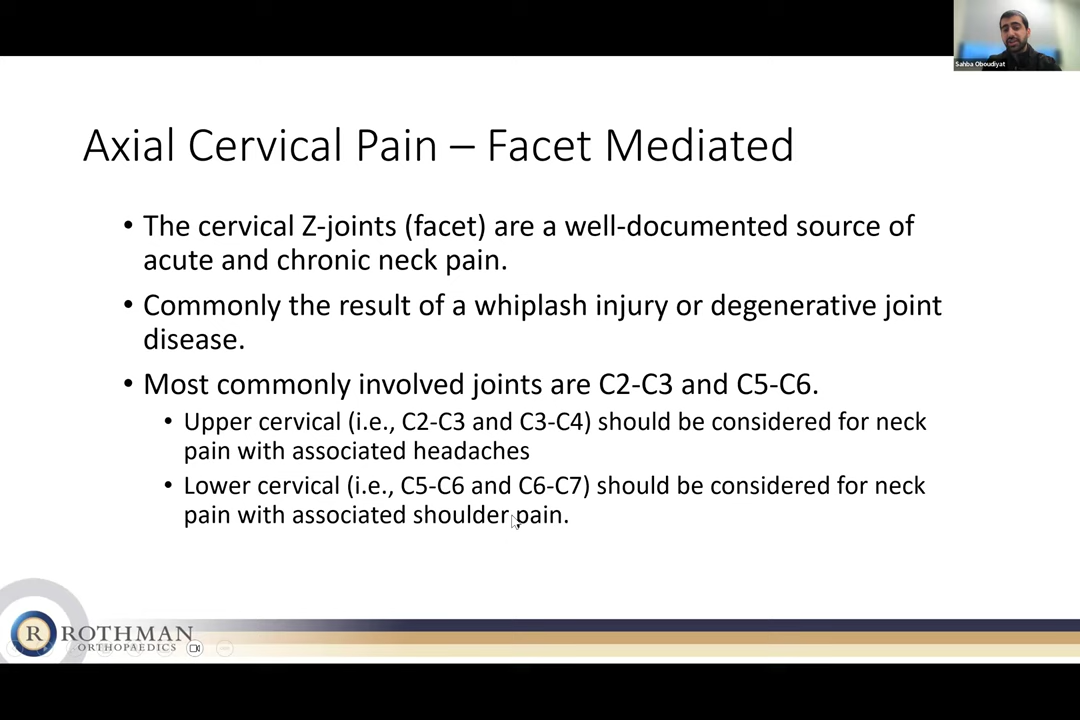 Sahba Oboudiyat
Axial Cervical Pain – Facet Mediated
• The cervical Z-joints (facet) are a well-documented source of
acute and chronic neck pain.
• Commonly the result of a whiplash injury or degenerative joint
disease.
• Most commonly involved joints are C2-C3 and C5-C6.
• Upper cervical (i.e., C2-C3 and C3-C4) should be considered for neck
pain with associated headaches
• Lower cervical (i.e., C5-C6 and C6-C7) should be considered for neck
pain with associated shoulder pain.
R ROTHMAN
ORTHOPAEDICS